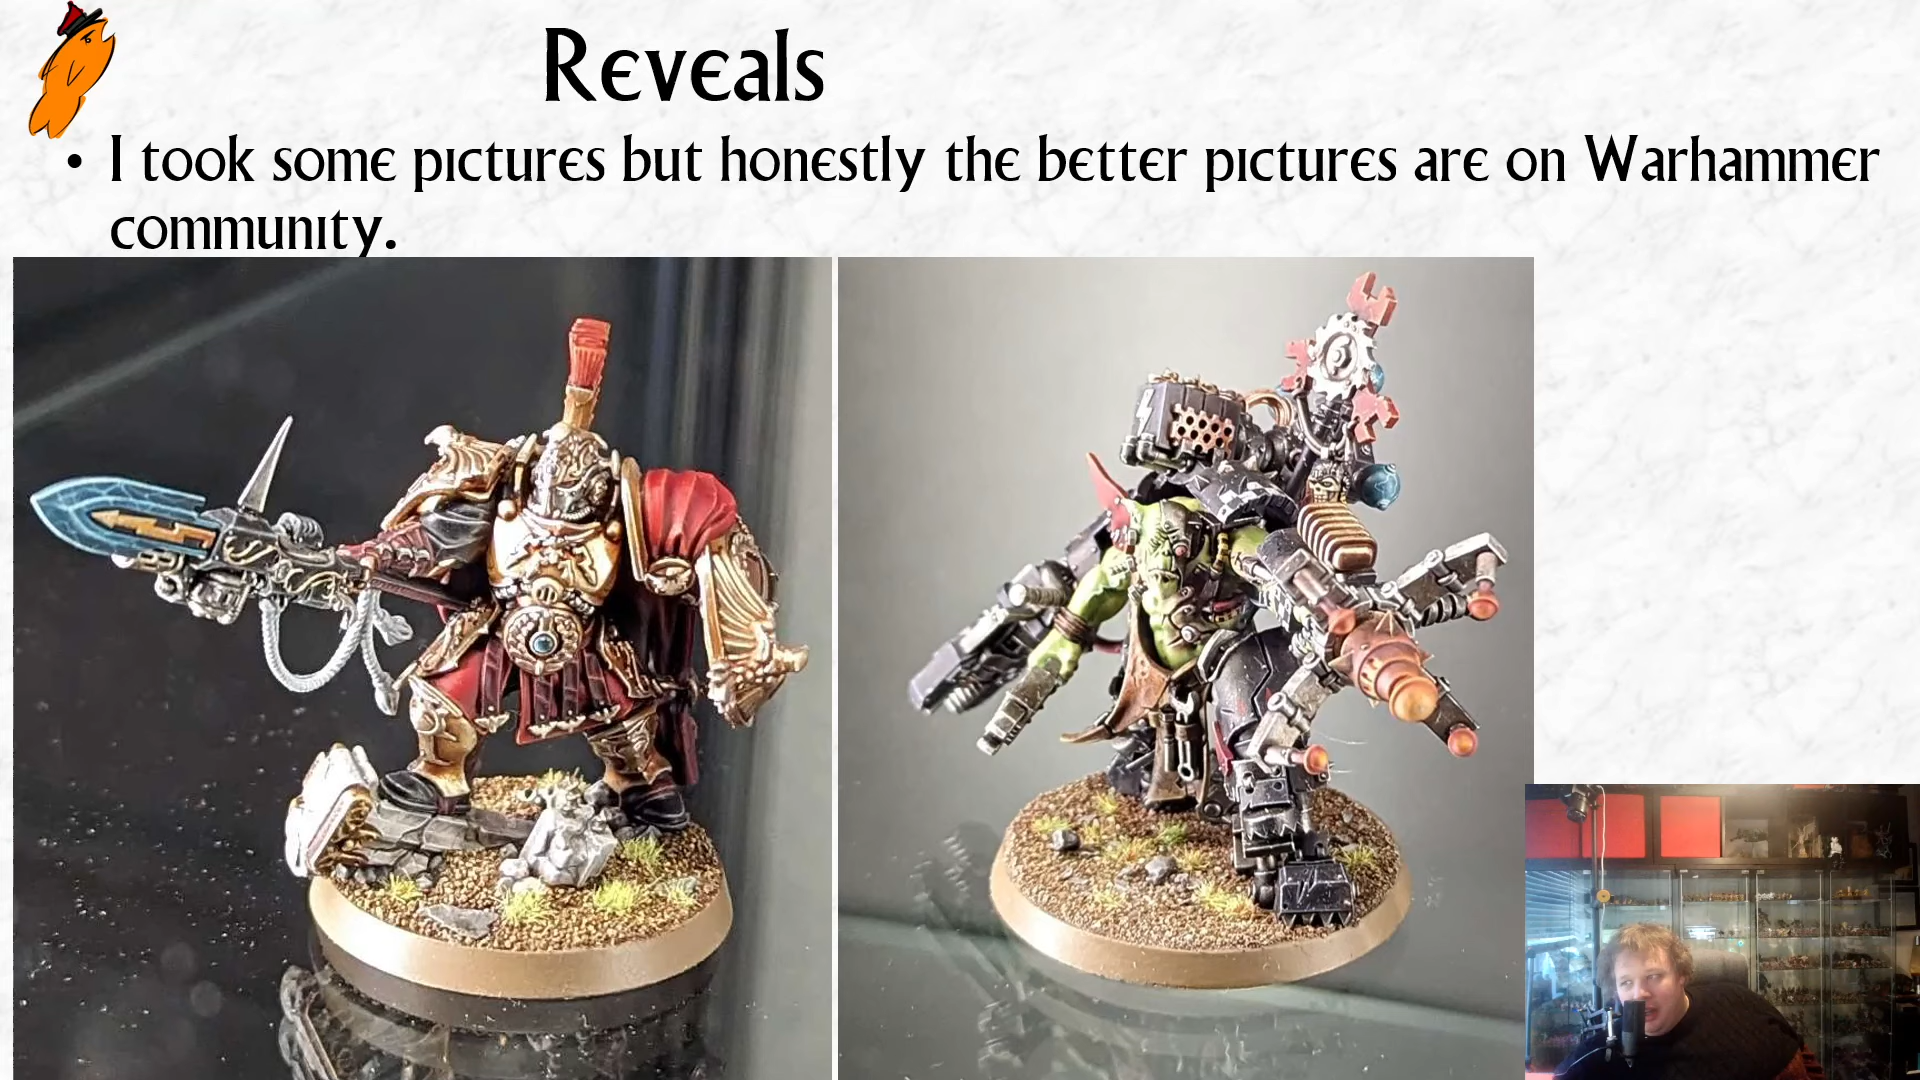 Reveals
• I took some pictures but honestly the better pictures are on Warhammer
community.